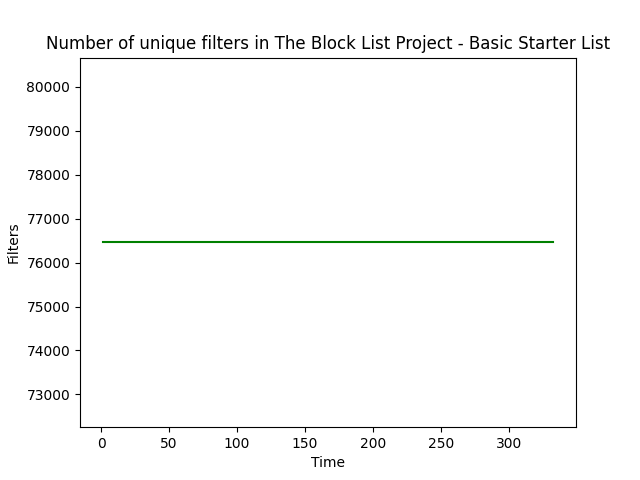 Number of unique filters in The Block List Project - Basic Starter List
80000
79000
78000
77000
76000
75000
74000
73000
Filters
0 50 100 150 200 250 300
Time